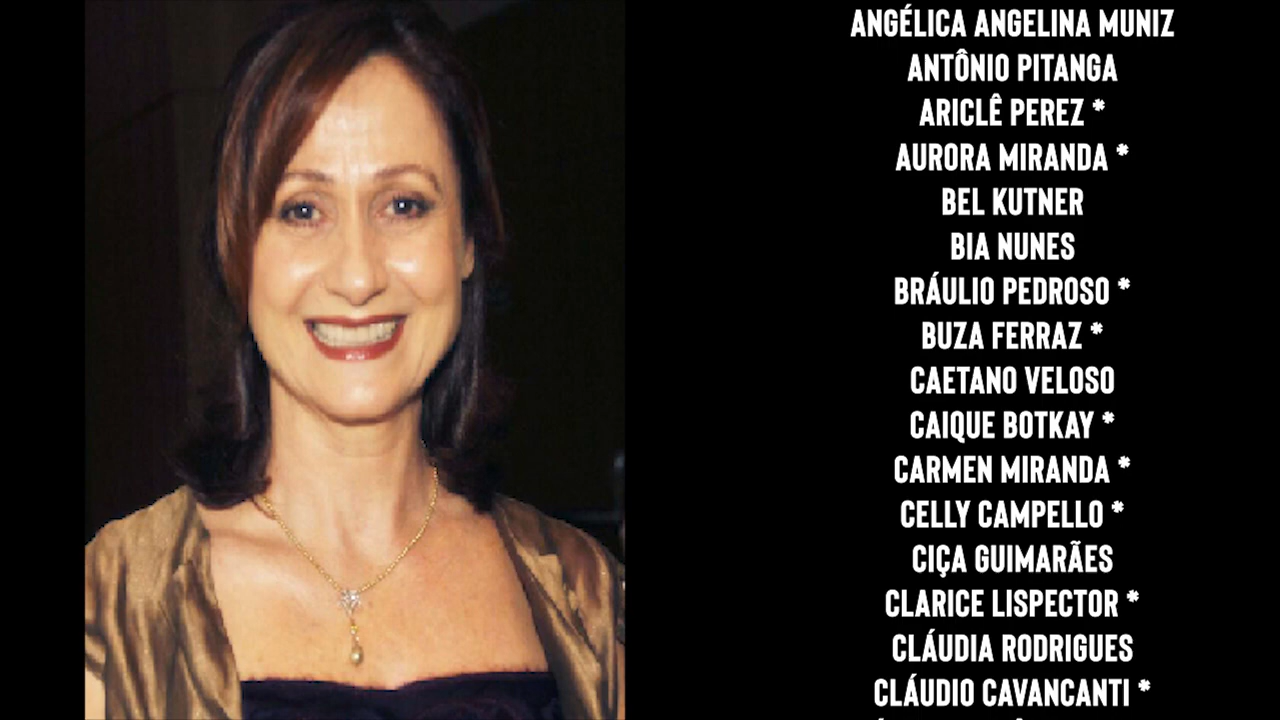 ANGÉLICA ANGELINA MUNIZ
ANTÔNIO PITANGA
ARICLÊ PEREZ *
AURORA MIRANDA *
BEL KUTNER
BIA NUNES
BRÁULIO PEDROSO *
BUZA FERRAZ *
CAETANO VELOSO
CAIQUE BOTKAY *
CARMEN MIRANDA *
CELLY CAMPELLO *
CIÇA GUIMARÃES
CLARICE LISPECTOR *
CLÁUDIA RODRIGUES
CLÁUDIO CAVANCANTI *